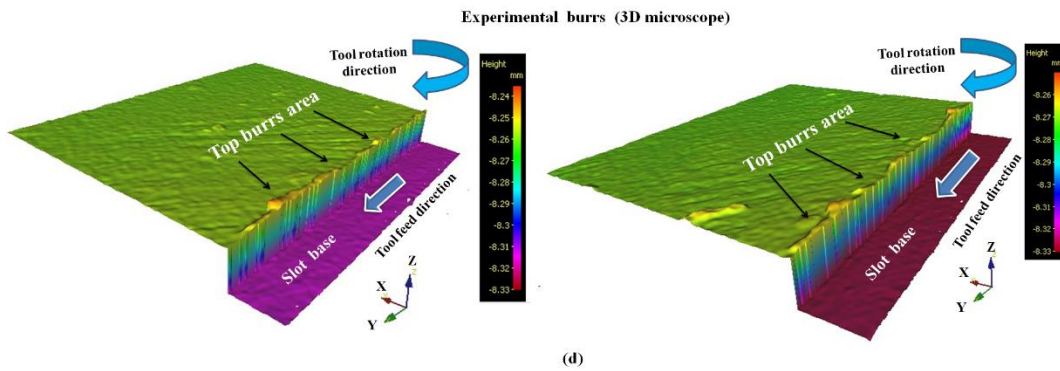 Experimental burrs (3D microscope)
Tool rotation
direction
Height
mm
-8.24
-8.25
-8.26
-8.27
-8.28
-8.29
-8.30
-8.31
-8.32
-8.33
Top burrs area
Slot base
Tool feed direction
Z
z
X
Y
Tool rotation
direction
Height
mm
-8.26
-8.27
-8.28
-8.29
-8.3
-8.31
-8.32
-8.33
Top burrs area
Slot base
Tool feed direction
Z
z
X
Y
(d)